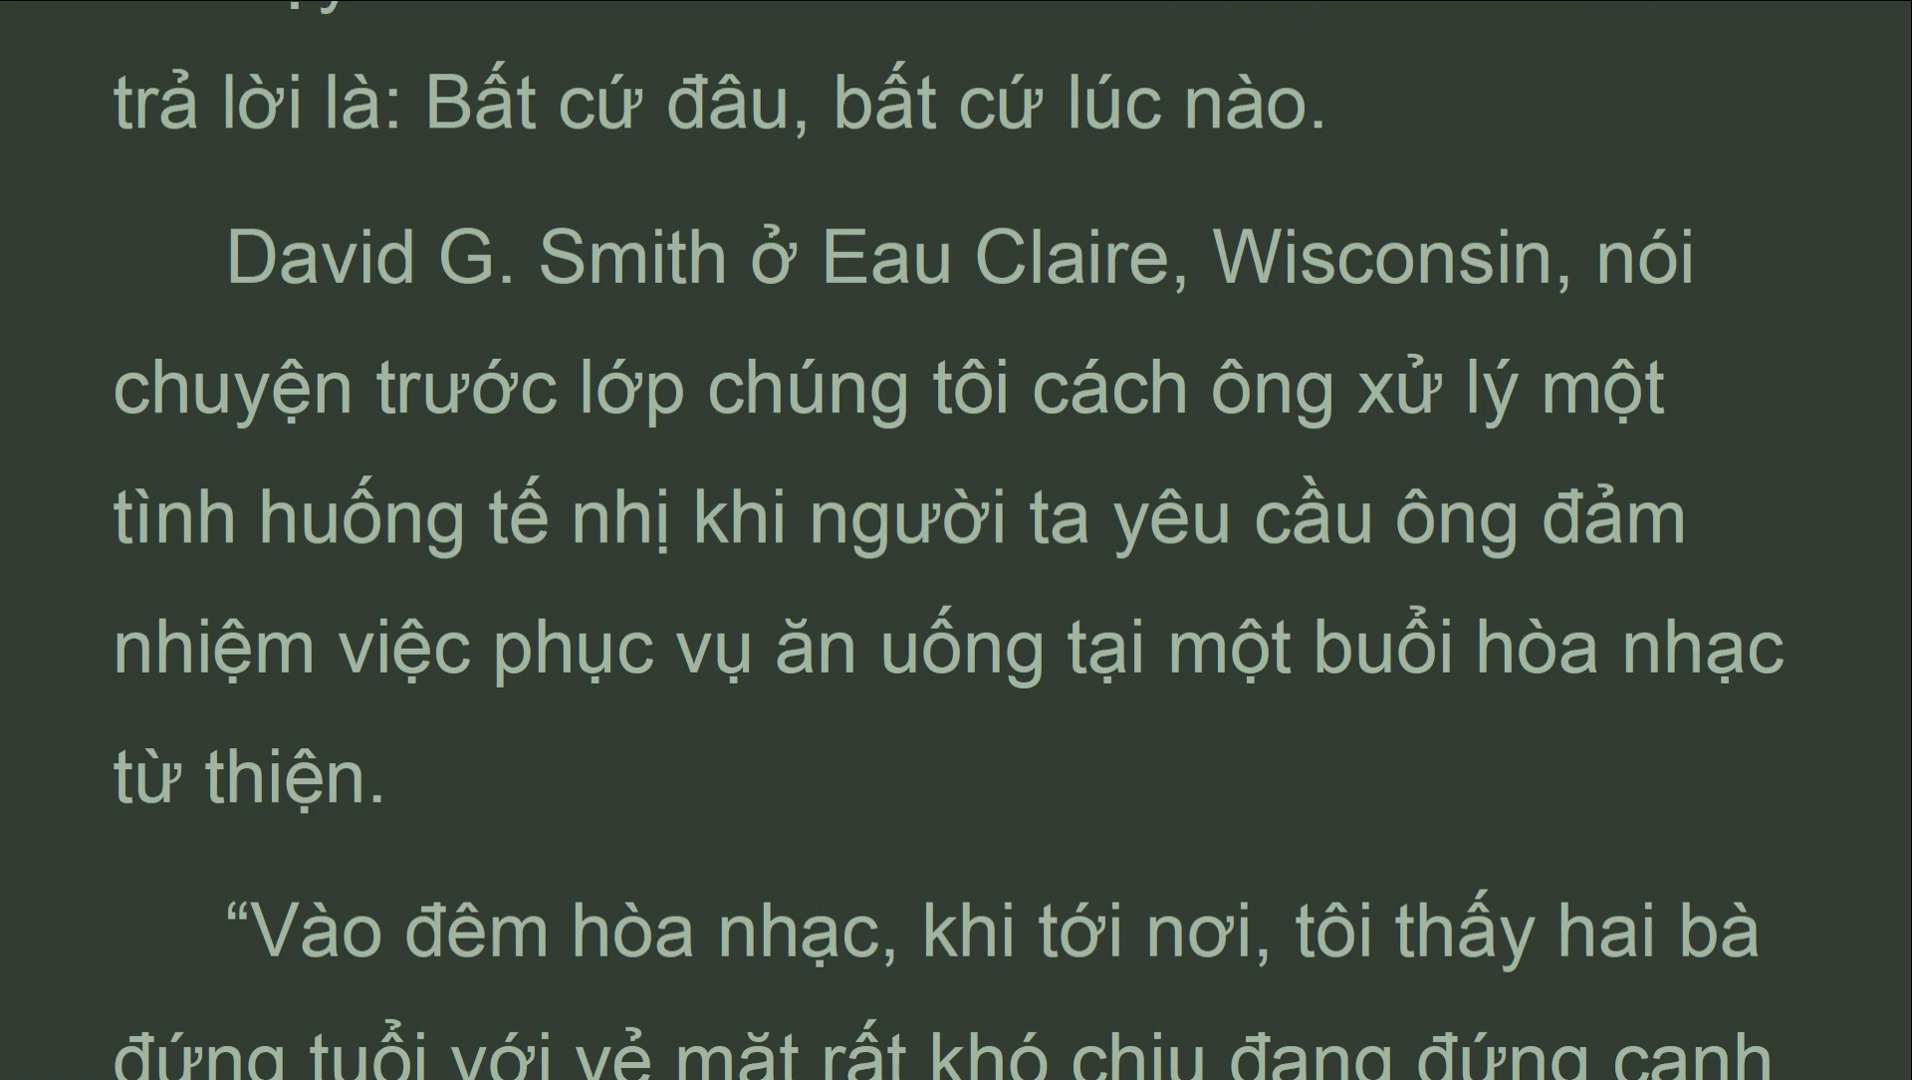 trả lời là: Bất cứ đâu, bất cứ lúc nào.
David G. Smith ở Eau Claire, Wisconsin, nói
chuyện trước lớp chúng tôi cách ông xử lý một
tình huống tế nhị khi người ta yêu cầu ông đảm
nhiệm việc phục vụ ăn uống tại một buổi hòa nhạc
từ thiện.
“Vào đêm hòa nhạc, khi tới nơi, tôi thấy hai bà
đứng tuổi với vẻ mặt rất khó chịu đang đứng cạnh